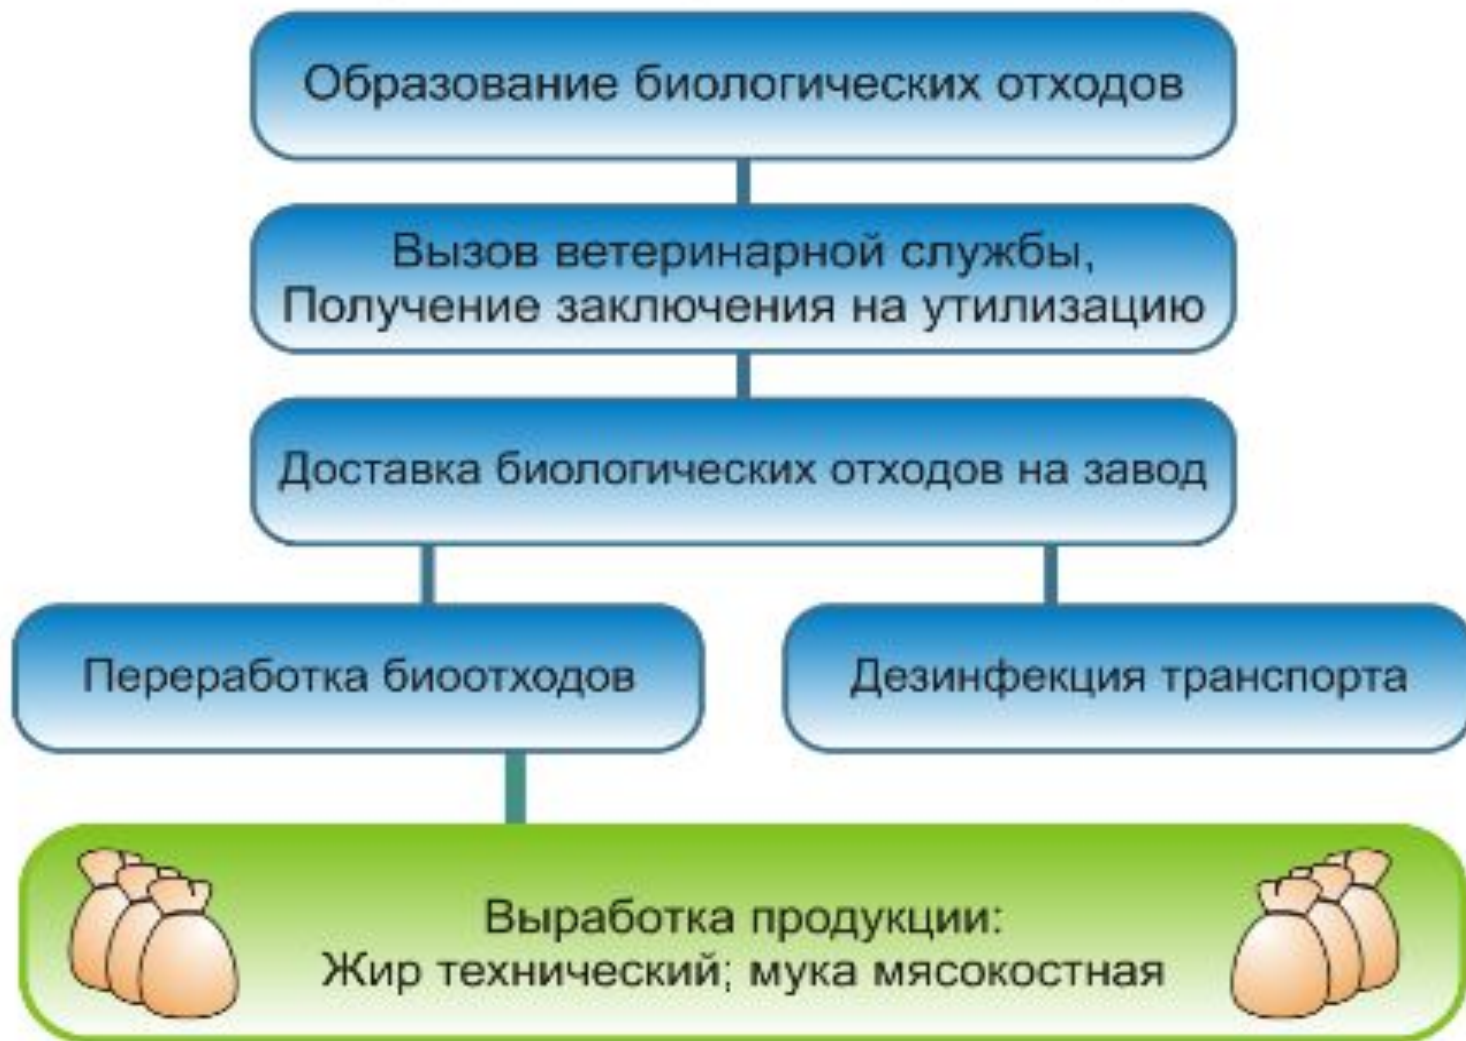 Образование биологических отходов
Вызов ветеринарной службы,
Получение заключения на утилизацию
Доставка биологических отходов на завод
Переработка биоотходов
Дезинфекция транспорта
Выработка продукции:
Жир технический; мука мясокостная